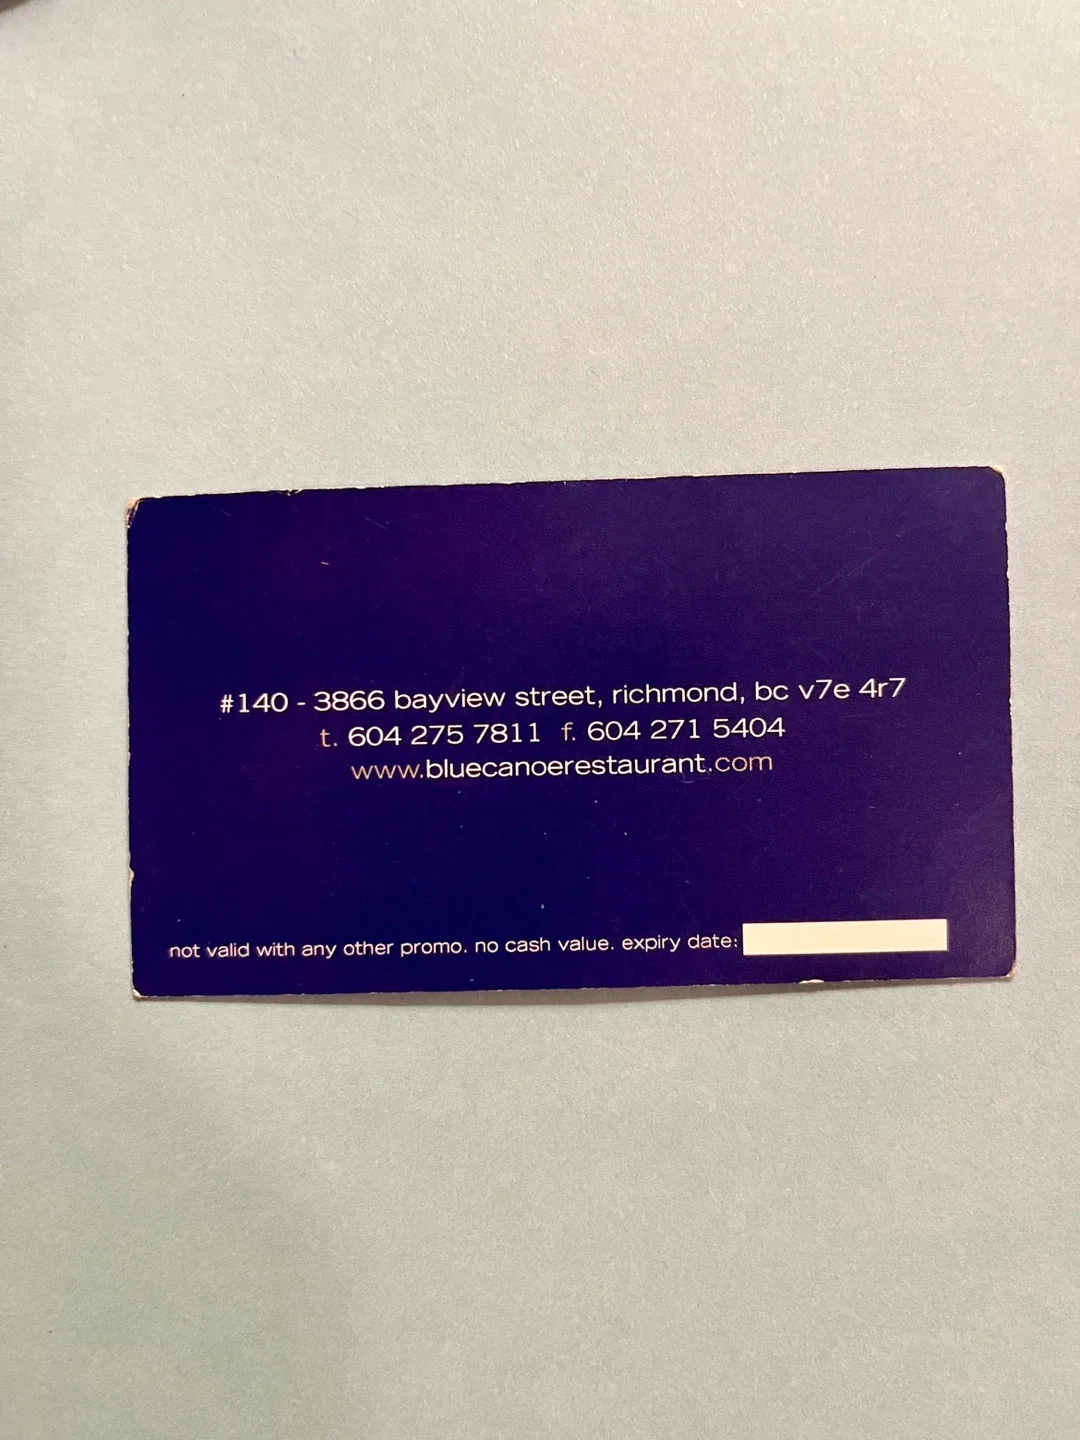 #140 - 3866 bayview street, richmond, bc v7e 4r7
t. 604 275 7811 f. 604 271 5404
www.bluecanoerestaurant.com
not valid with any other promo. no cash value. expiry date: